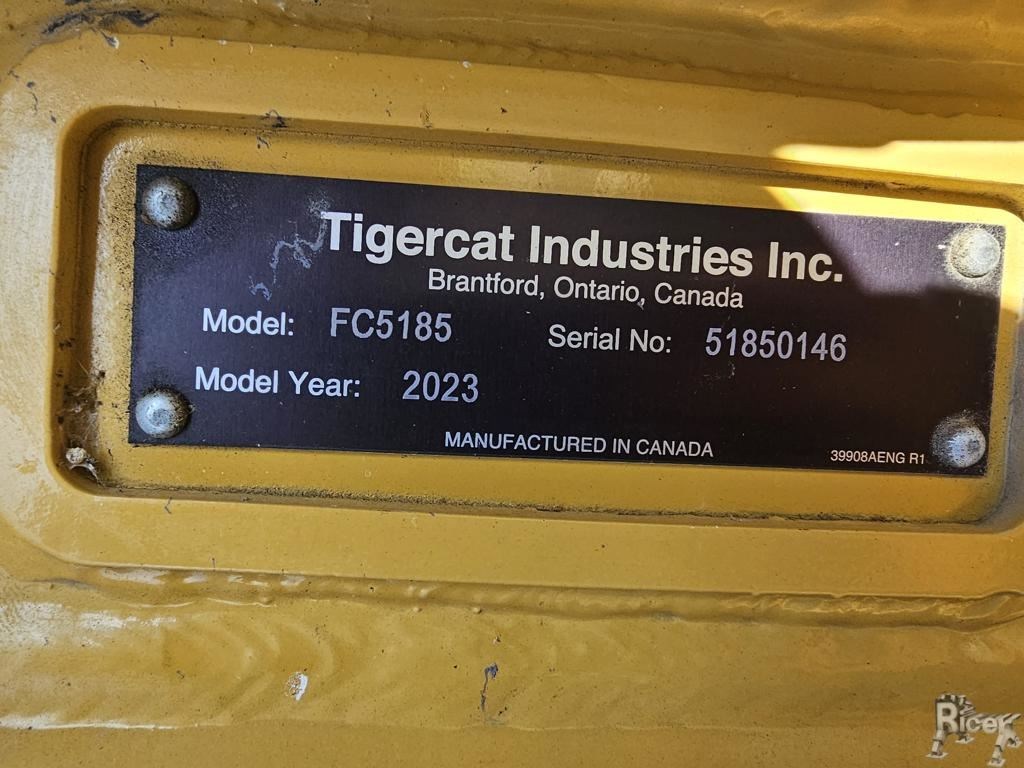 Tigercat Industries Inc.
Brantford, Ontario, Canada
Model: FC5185 Serial No: 51850146
Model Year: 2023
MANUFACTURED IN CANADA 39908AENG R1
Ricer